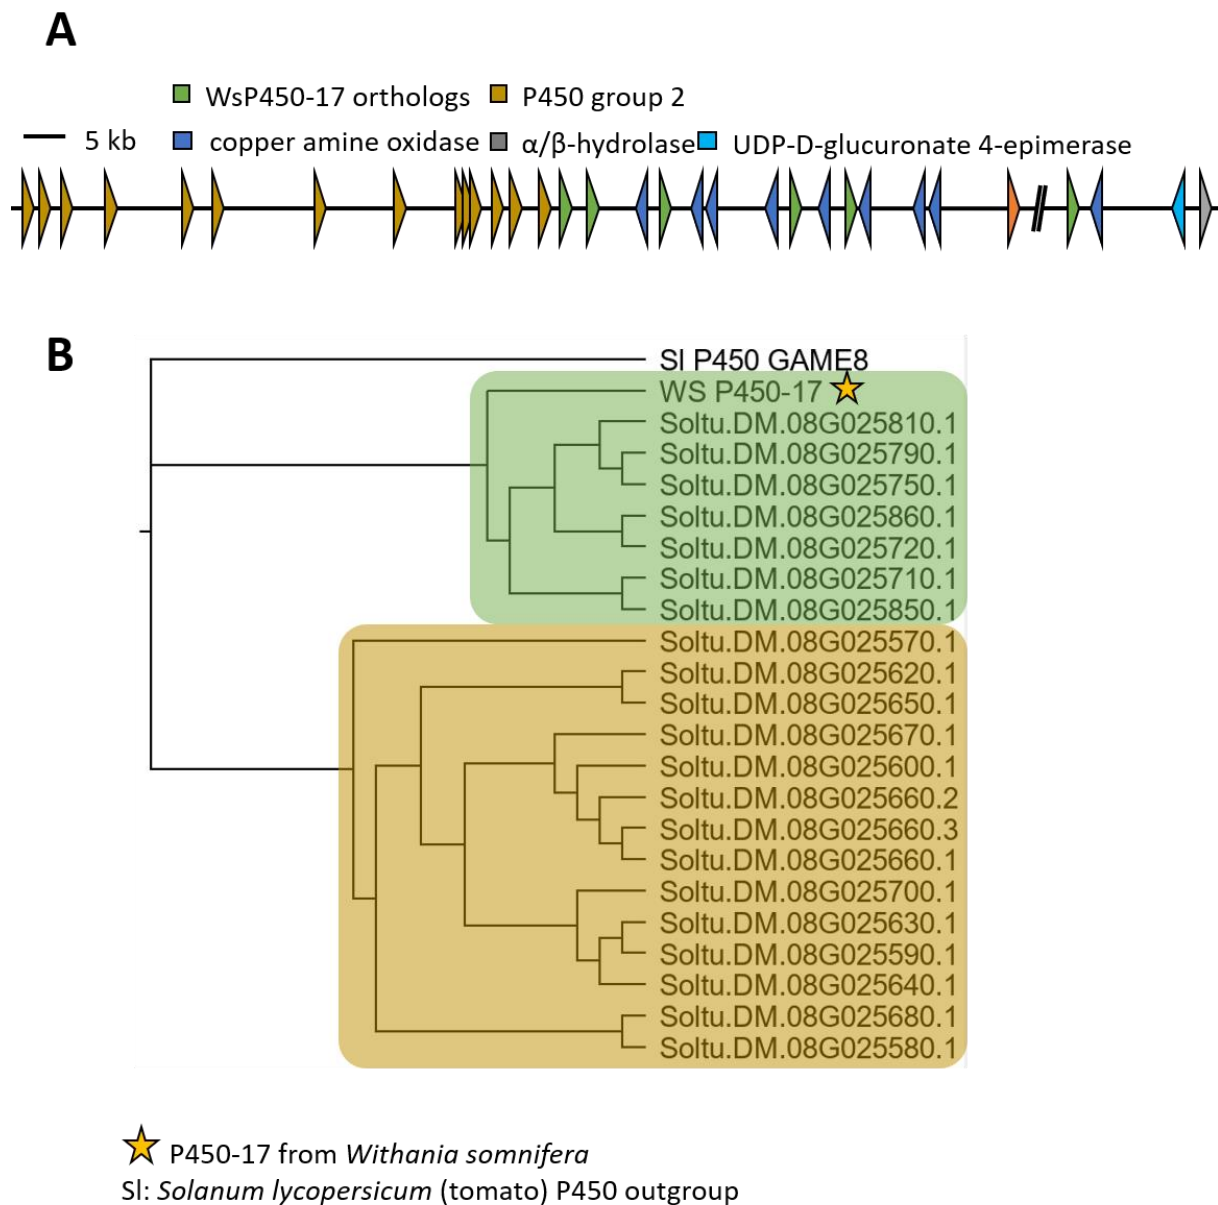 A
WsP450-17 orthologs P450 group 2
5 kb copper amine oxidase α/β-hydrolase UDP-D-glucuronate 4-epimerase
B
Sl P450 GAME8
WS P450-17
Soltu.DM.08G025810.1
Soltu.DM.08G025790.1
Soltu.DM.08G025750.1
Soltu.DM.08G025860.1
Soltu.DM.08G025720.1
Soltu.DM.08G025710.1
Soltu.DM.08G025850.1
Soltu.DM.08G025570.1
Soltu.DM.08G025620.1
Soltu.DM.08G025650.1
Soltu.DM.08G025670.1
Soltu.DM.08G025600.1
Soltu.DM.08G025660.2
Soltu.DM.08G025660.3
Soltu.DM.08G025660.1
Soltu.DM.08G025700.1
Soltu.DM.08G025630.1
Soltu.DM.08G025590.1
Soltu.DM.08G025640.1
Soltu.DM.08G025680.1
Soltu.DM.08G025580.1
P450-17 from Withania somnifera
Sl: Solanum lycopersicum (tomato) P450 outgroup